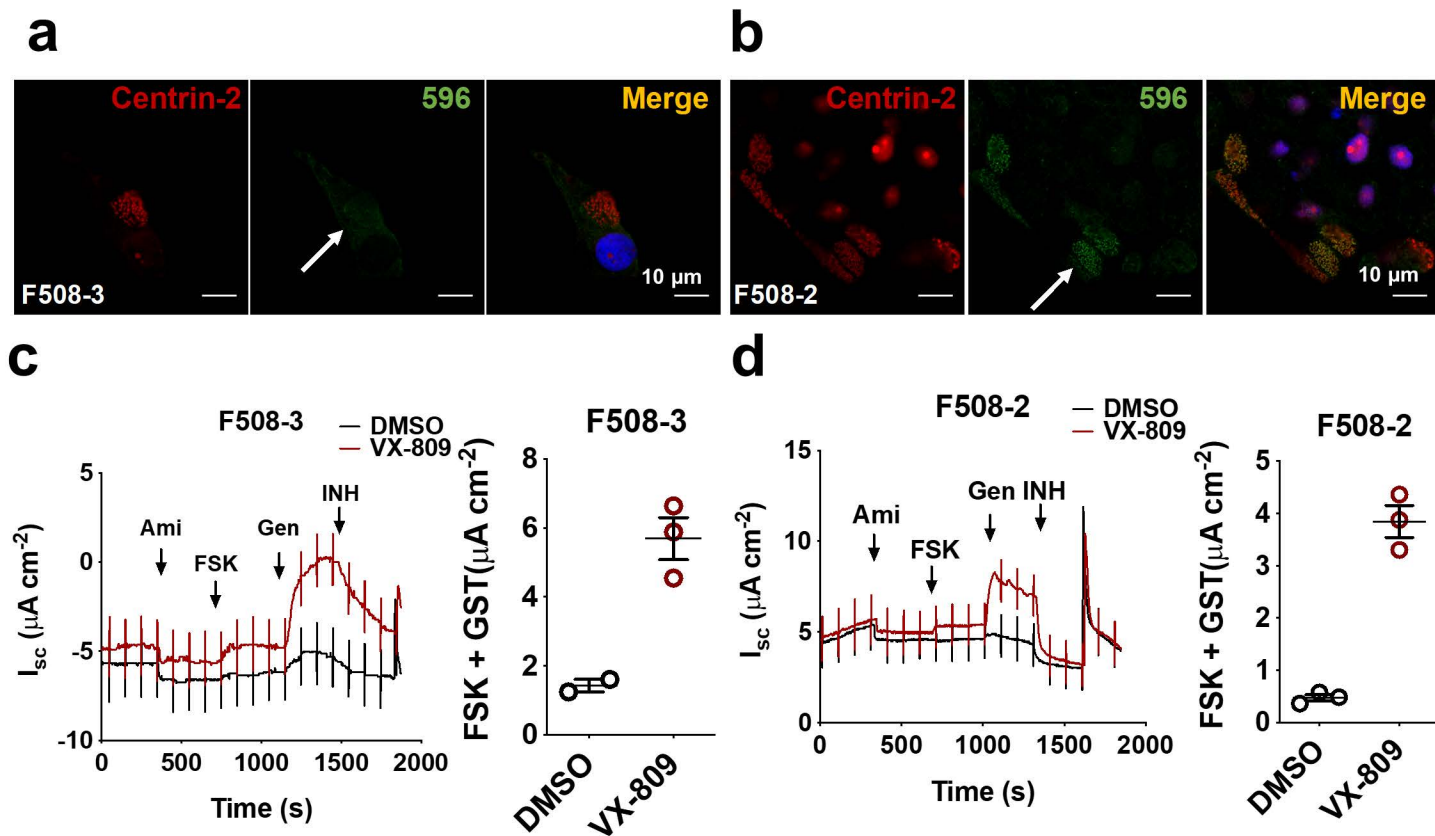 a
Centrin-2 596 Merge
F508-3 10 µm
b
Centrin-2 596 Merge
F508-2 10 µm
c
F508-3
DMSO
VX-809
Ami
FSK
Gen
INH
5
0
-5
-10
Isc (µA cm-2)
0 500 1000 1500 2000
Time (s)
F508-3
FSK + GST(µA cm-2)
8
6
4
2
0
DMSO
VX-809
d
F508-2
DMSO
VX-809
Ami
FSK
Gen INH
15
10
5
0
Isc (µA cm-2)
0 500 1000 1500 2000
Time (s)
F508-2
FSK + GST(µA cm-2)
5
4
3
2
1
0
DMSO
VX-809